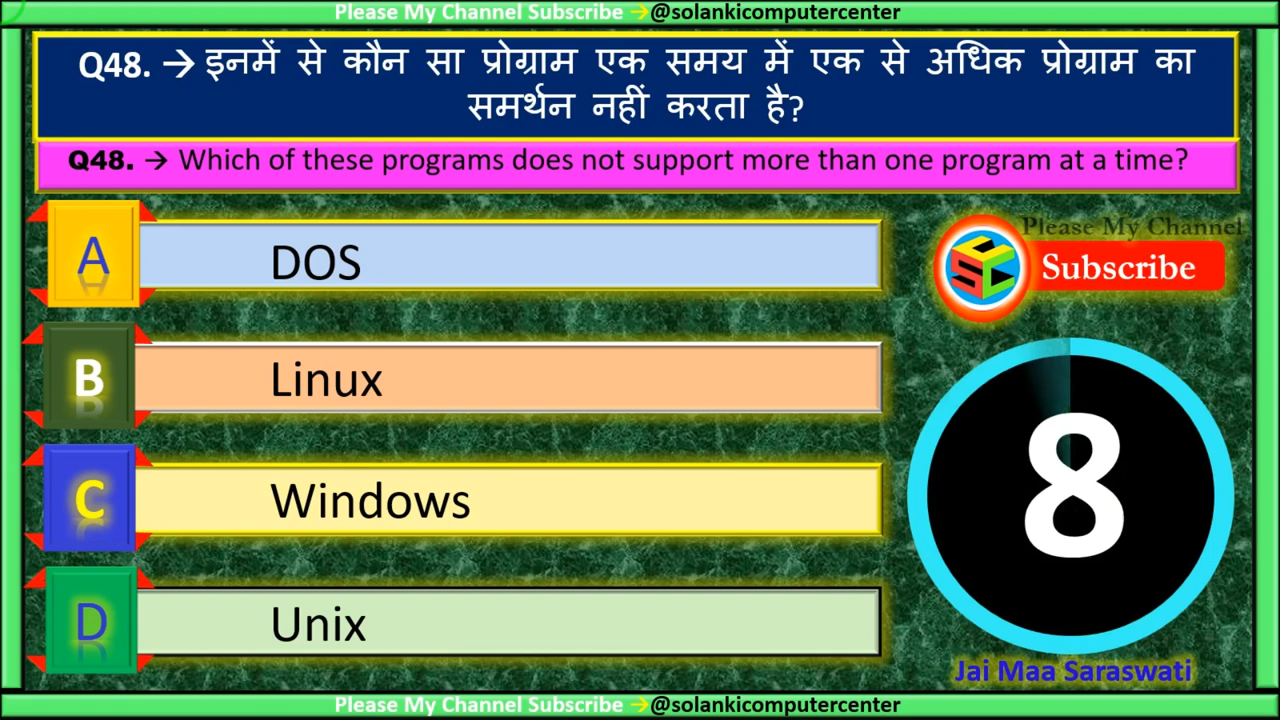 Please My Channel Subscribe →@solankicomputercenter
Q48. → इनमें से कौन सा प्रोग्राम एक समय में एक से अधिक प्रोग्राम का
समर्थन नहीं करता है?
Q48. → Which of these programs does not support more than one program at a time?
A DOS
Please My Channel
Subscribe
B Linux
C Windows
8
D Unix
Jai Maa Saraswati
Please My Channel Subscribe →@solankicomputercenter